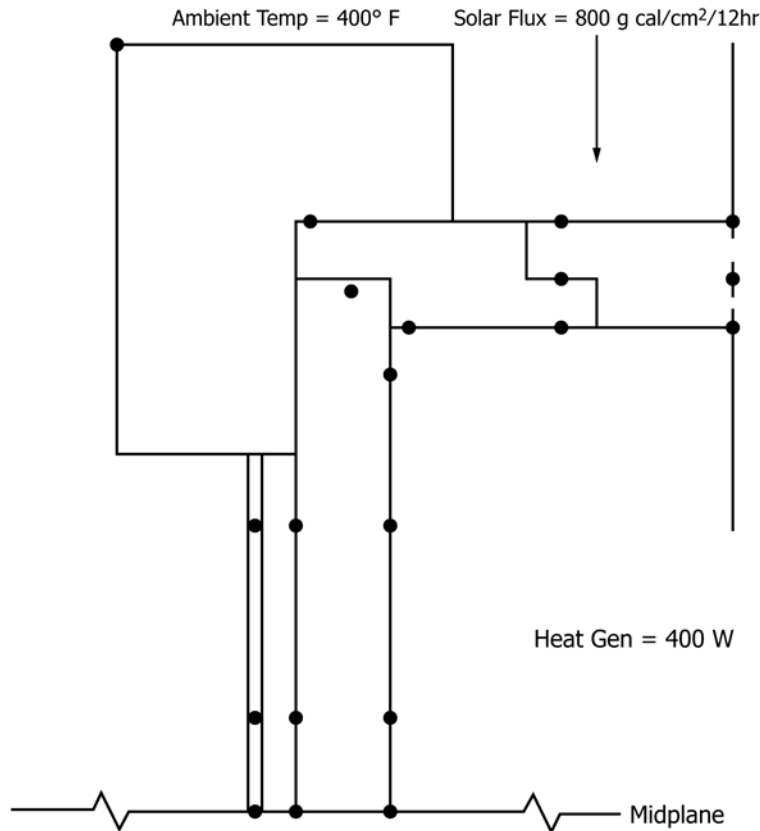 Ambient Temp = 400° F
Solar Flux = 800 g cal/cm²/12hr
Heat Gen = 400 W
Midplane